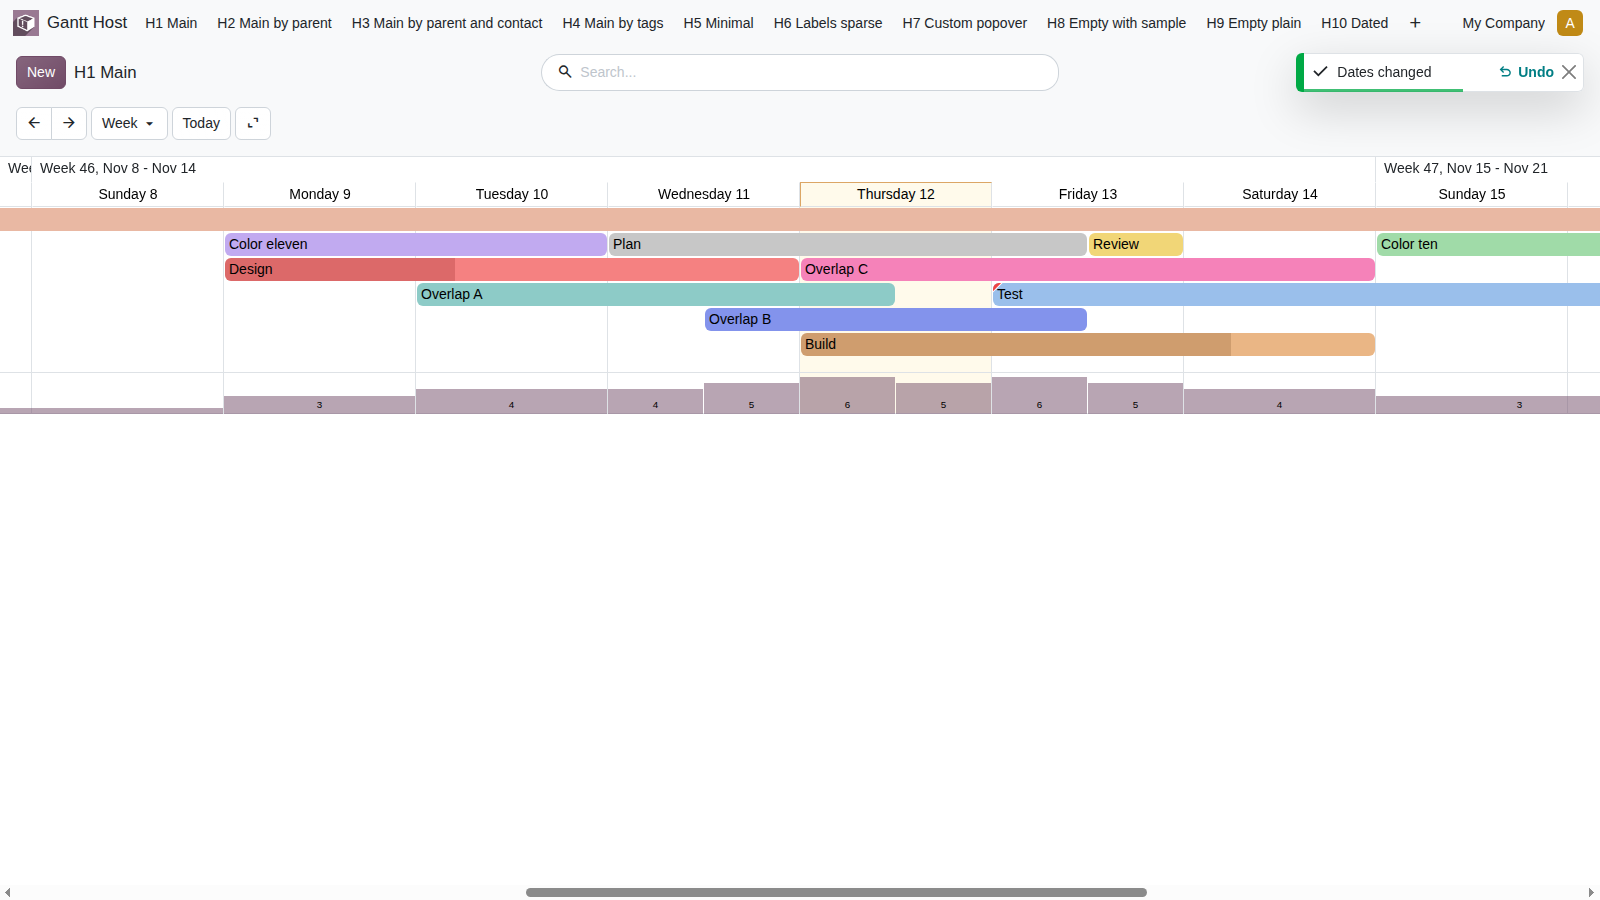 Gantt Host H1 Main H2 Main by parent H3 Main by parent and contact H4 Main by tags H5 Minimal H6 Labels sparse H7 Custom popover H8 Empty with sample H9 Empty plain H10 Dated + My Company A
New H1 Main Search... Dates changed Undo
Week Today
Week 46, Nov 8 - Nov 14 Week 47, Nov 15 - Nov 21
Sunday 8 Monday 9 Tuesday 10 Wednesday 11 Thursday 12 Friday 13 Saturday 14 Sunday 15
Color eleven Plan Review Color ten
Design Overlap C
Overlap A Test
Overlap B
Build
3 4 4 5 6 5 6 5 4 3